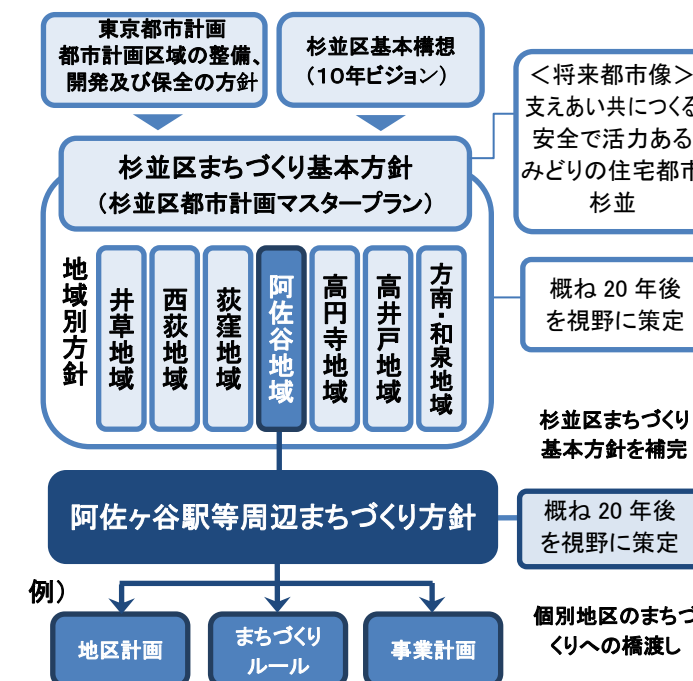 東京都市計画
都市計画区域の整備、
開発及び保全の方針
杉並区基本構想
（10年ビジョン）
＜将来都市像＞
支えあい共につくる
安全で活力ある
みどりの住宅都市
杉並
杉並区まちづくり基本方針
（杉並区都市計画マスタープラン）
地域別方針
井草地域
西荻地域
荻窪地域
阿佐谷地域
高円寺地域
高井戸地域
方南・和泉地域
概ね 20 年後
を視野に策定
杉並区まちづくり
基本方針を補完
阿佐ヶ谷駅等周辺まちづくり方針
概ね 20 年後
を視野に策定
例）
地区計画
まちづくり
ルール
事業計画
個別地区のまちづ
くりへの橋渡し